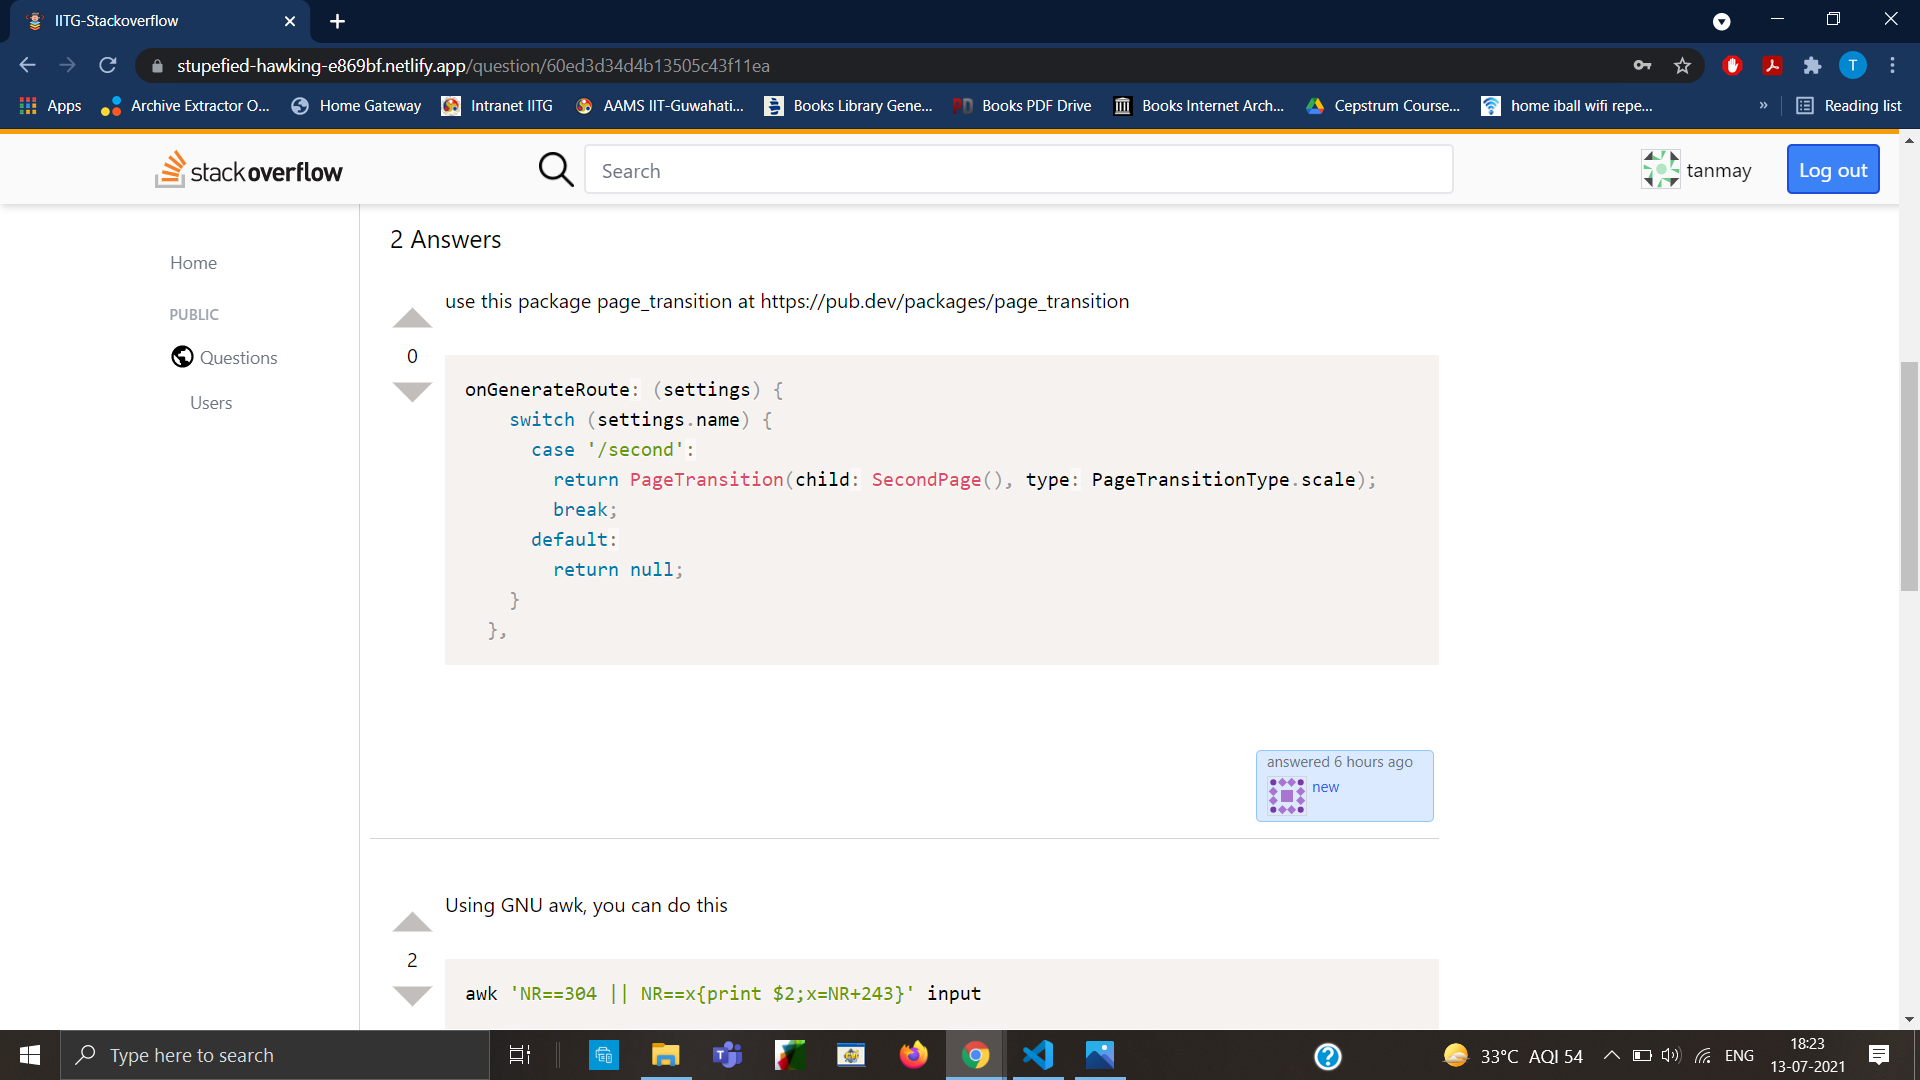 IITG-Stackoverflow
stupefied-hawking-e869bf.netlify.app/question/60ed3d34d4b13505c43f11ea
T
Apps
Archive Extractor O...
Home Gateway
Intranet IITG
AAMS IIT-Guwahati...
Books Library Gene...
Books PDF Drive
Books Internet Arch...
Cepstrum Course...
home iball wifi repe...
»
Reading list
stackoverflow
Search
tanmay
Log out
Home
PUBLIC
Questions
Users
2 Answers
use this package page_transition at https://pub.dev/packages/page_transition
0
onGenerateRoute: (settings) {
    switch (settings.name) {
      case '/second':
        return PageTransition(child: SecondPage(), type: PageTransitionType.scale);
        break;
      default:
        return null;
    }
  },
answered 6 hours ago
new
Using GNU awk, you can do this
2
awk 'NR==304 || NR==x{print $2;x=NR+243}' input
Type here to search
33°C AQI 54
ENG
18:23
13-07-2021